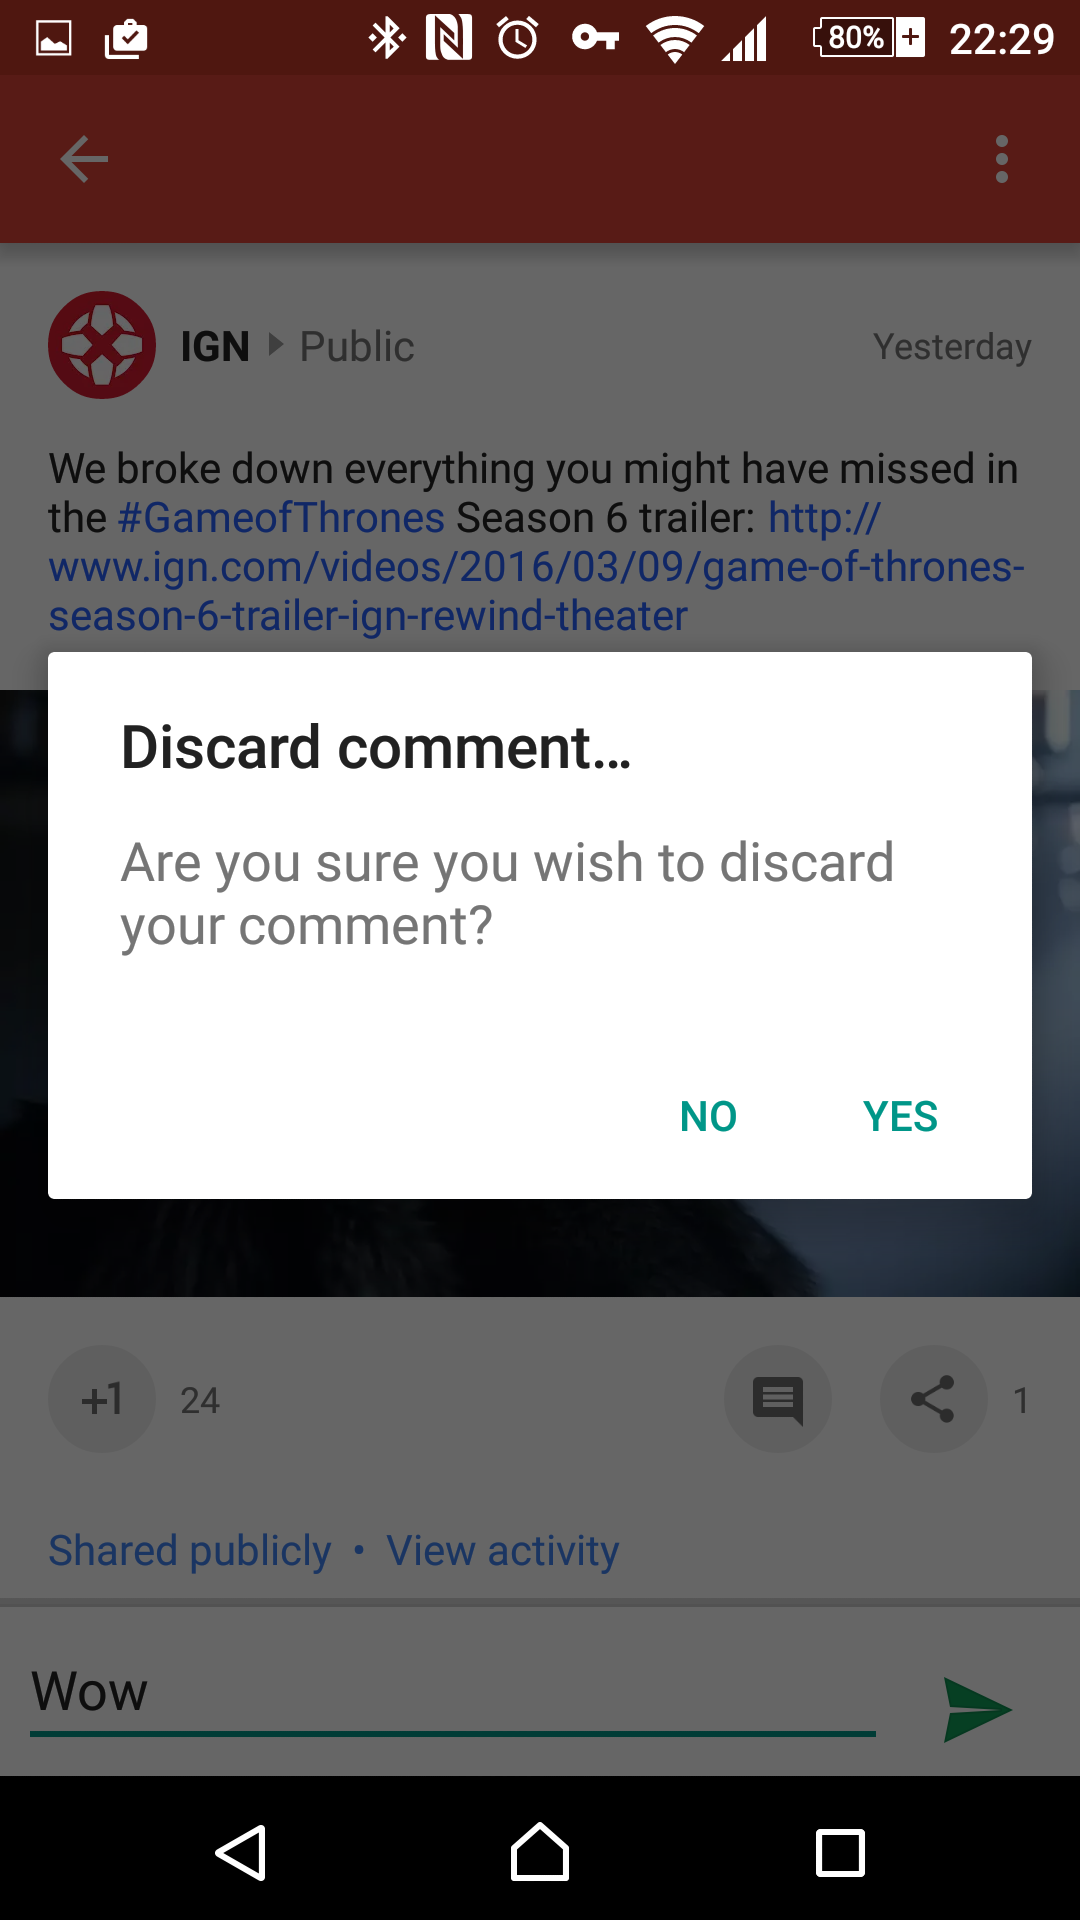 80% 22:29
IGN Public Yesterday
We broke down everything you might have missed in
the #GameofThrones Season 6 trailer: http://
www.ign.com/videos/2016/03/09/game-of-thrones-
season-6-trailer-ign-rewind-theater
Discard comment...
Are you sure you wish to discard
your comment?
NO YES
+1 24 1
Shared publicly • View activity
Wow